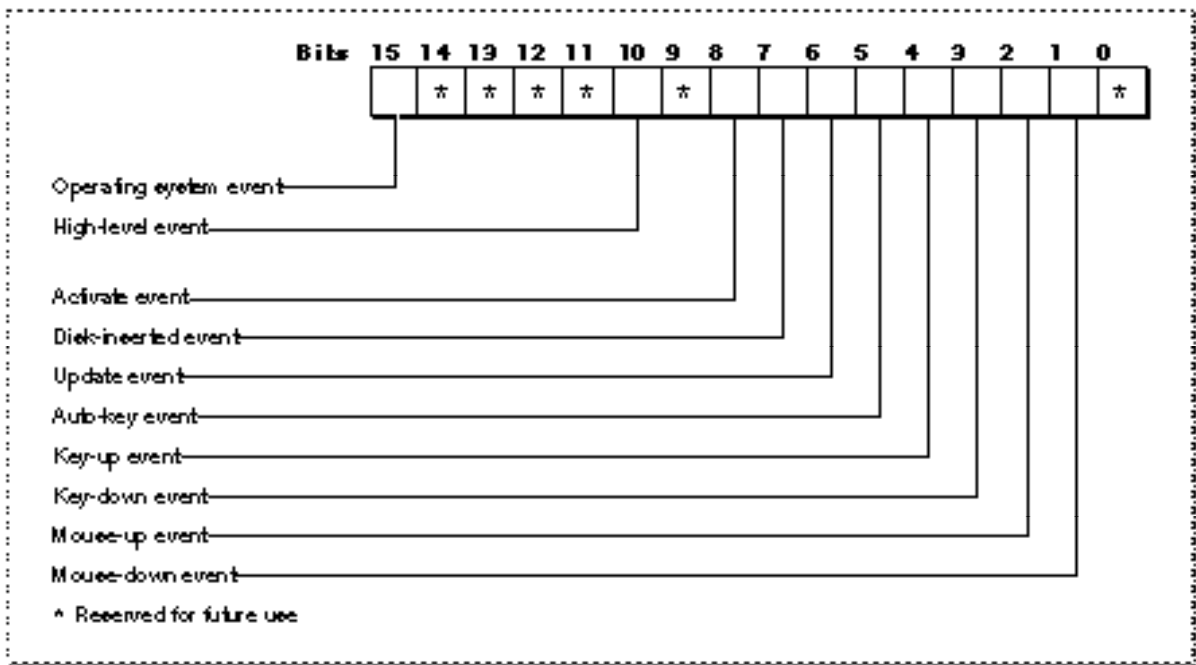 Bits 15 14 13 12 11 10 9 8 7 6 5 4 3 2 1 0
* * * * * *
Operating system event
High-level event
Activate event
Disk-inserted event
Update event
Auto-key event
Key-up event
Key-down event
Mouse-up event
Mouse-down event
* Reserved for future use